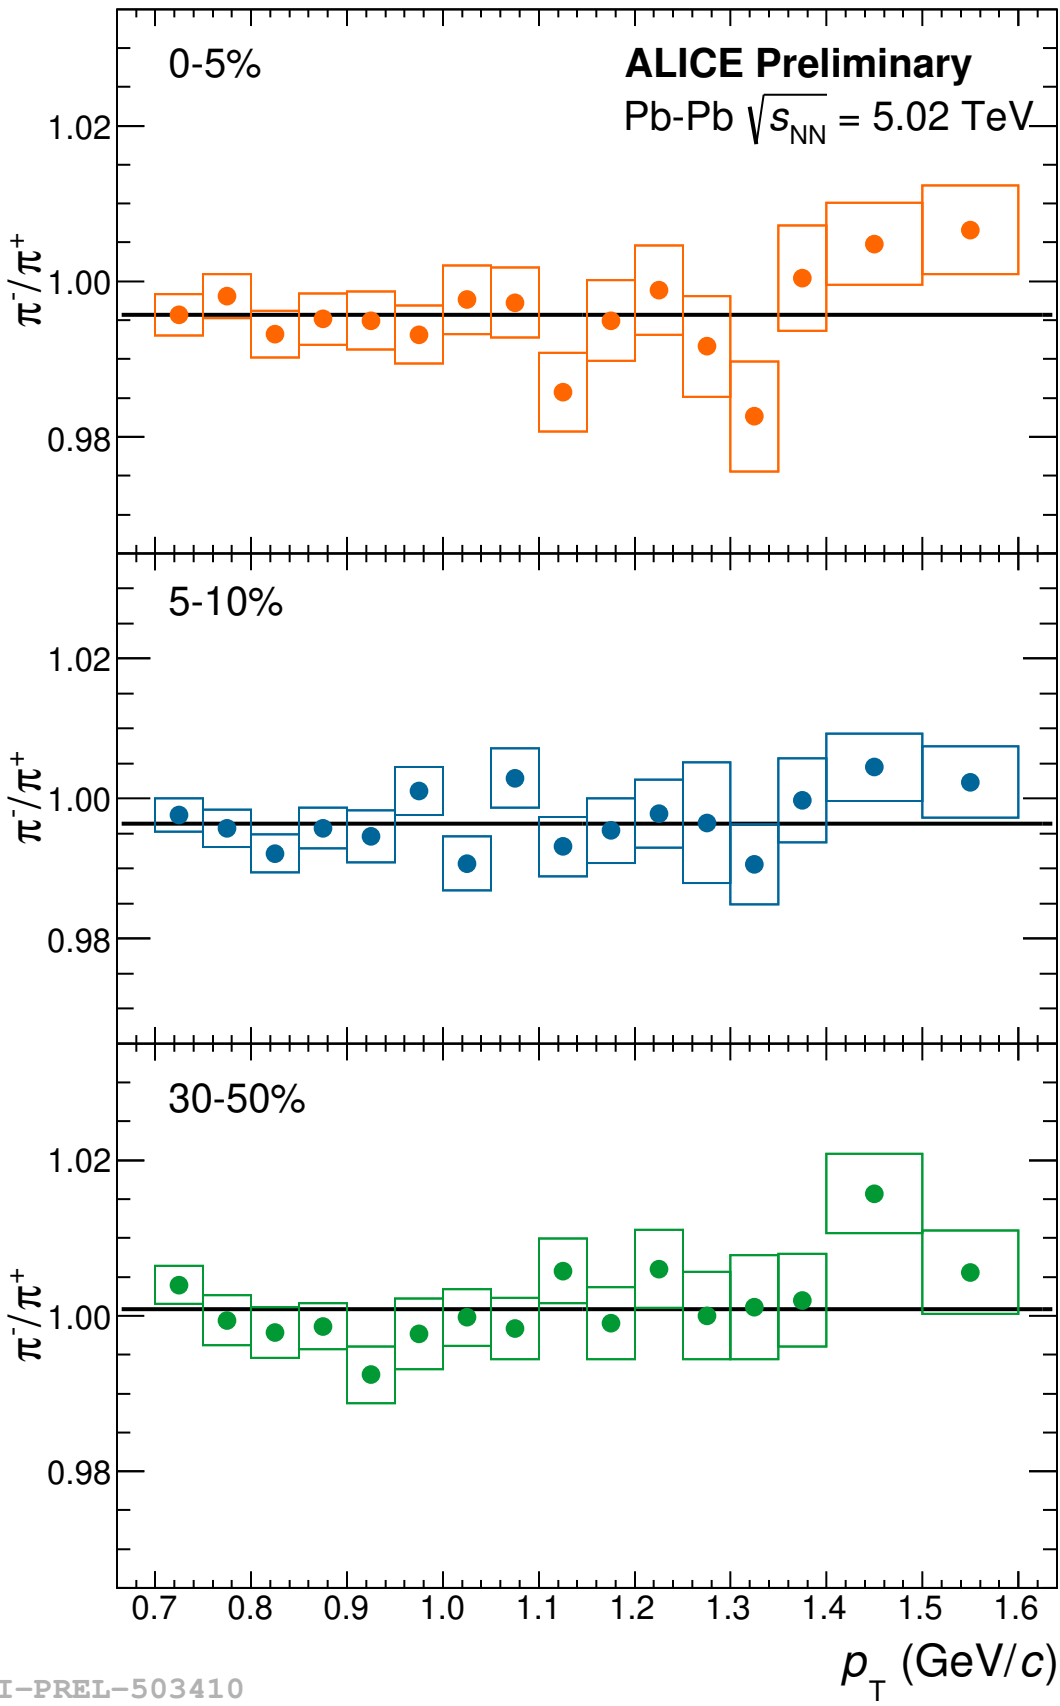 0-5%
ALICE Preliminary
Pb-Pb √sNN = 5.02 TeV
1.02
1.00
0.98
π-/π+
5-10%
1.02
1.00
0.98
π-/π+
30-50%
1.02
1.00
0.98
π-/π+
0.7 0.8 0.9 1.0 1.1 1.2 1.3 1.4 1.5 1.6
pT (GeV/c)
I-PREL-503410